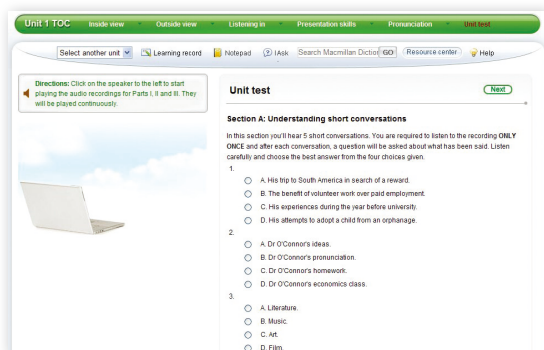 Unit 1 TOC Inside view Outside view Listening in Presentation skills Pronunciation Unit test
Select another unit Learning record Notepad IAsk Search Macmillan Diction GO Resource center Help
Directions: Click on the speaker to the left to start
playing the audio recordings for Parts I, II and III. They
will be played continuously.
Unit test Next
Section A: Understanding short conversations
In this section you'll hear 5 short conversations. You are required to listen to the recording ONLY
ONCE and after each conversation, a question will be asked about what has been said. Listen
carefully and choose the best answer from the four choices given.
1.
A. His trip to South America in search of a reward.
B. The benefit of volunteer work over paid employment.
C. His experiences during the year before university.
D. His attempts to adopt a child from an orphanage.
2.
A. Dr O'Connor's ideas.
B. Dr O'Connor's pronunciation.
C. Dr O'Connor's homework.
D. Dr O'Connor's economics class.
3.
A. Literature.
B. Music.
C. Art.
D. Film.